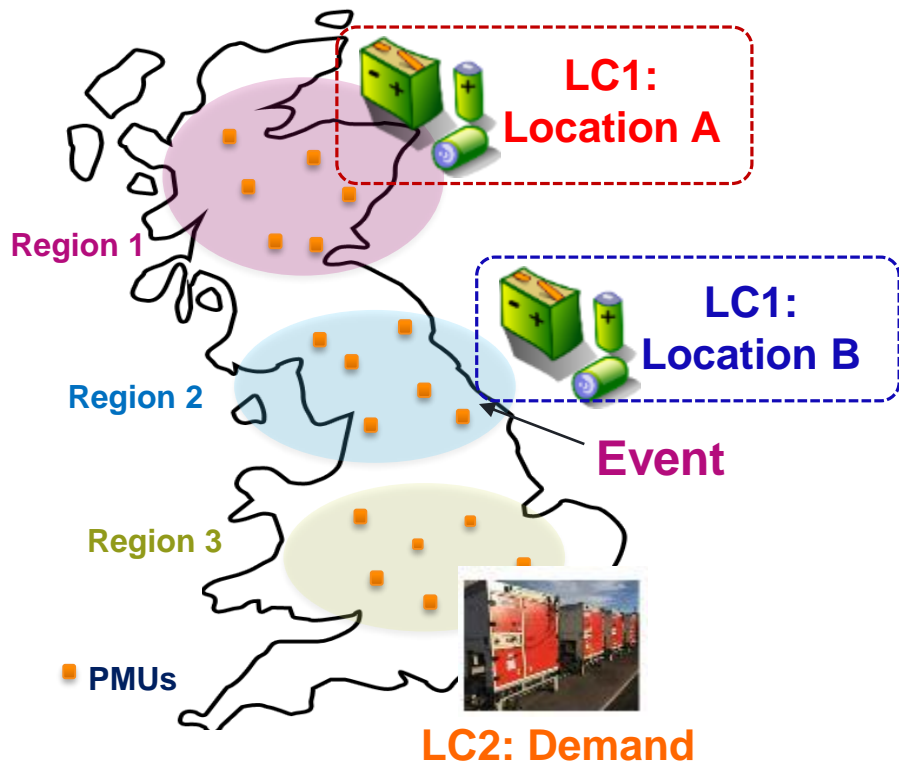 LC1:
Location A
Region 1
LC1:
Location B
Region 2
Event
Region 3
PMUs
LC2: Demand